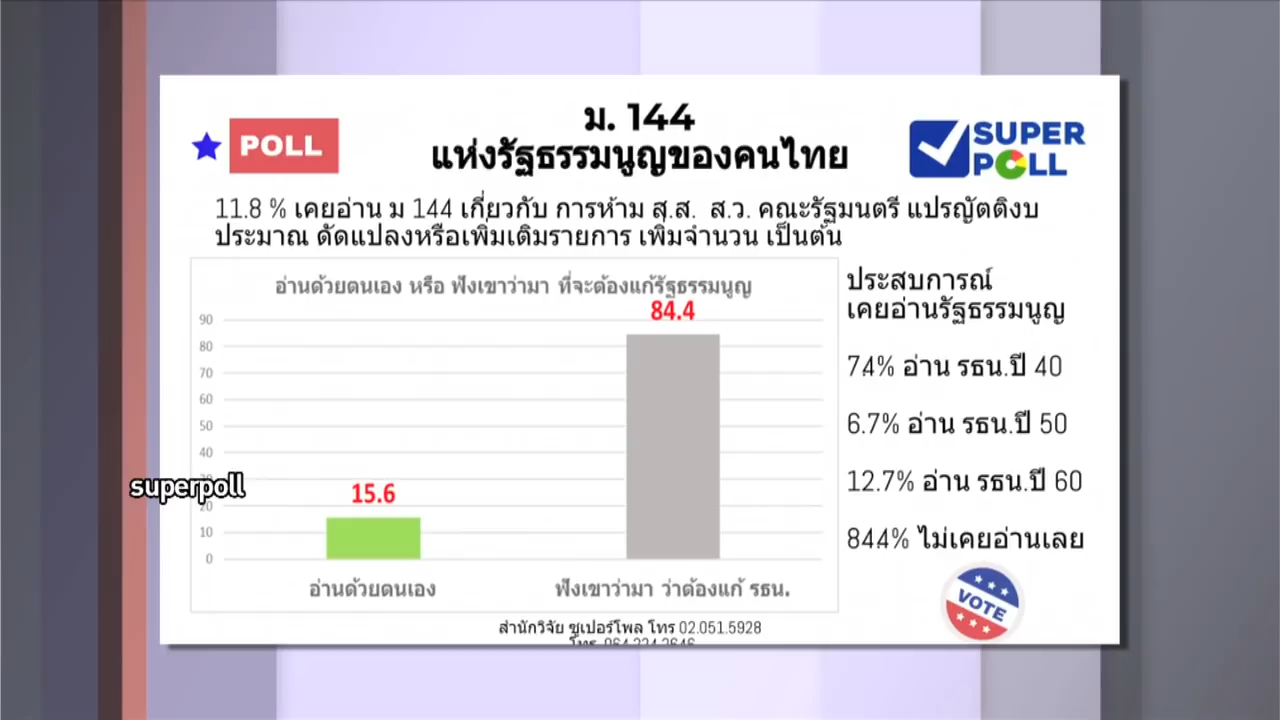 ม. 144
แห่งรัฐธรรมนูญของคนไทย
POLL
SUPER
POLL
11.8 % เคยอ่าน ม 144 เกี่ยวกับ การห้าม ส.ส. ส.ว. คณะรัฐมนตรี แปรญัตติงบ
ประมาณ ดัดแปลงหรือเพิ่มเติมรายการ เพิ่มจำนวน เป็นต้น
อ่านด้วยตนเอง หรือ ฟังเขาว่ามา ที่จะต้องแก้รัฐธรรมนูญ
84.4
90
80
70
60
50
40
20
10
0
15.6
อ่านด้วยตนเอง
ฟังเขาว่ามา ว่าต้องแก้ รธน.
superpoll
ประสบการณ์
เคยอ่านรัฐธรรมนูญ
7.4% อ่าน รธน.ปี 40
6.7% อ่าน รธน.ปี 50
12.7% อ่าน รธน.ปี 60
84.4% ไม่เคยอ่านเลย
VOTE
สำนักวิจัย ซูเปอร์โพล โทร 02.051.5928